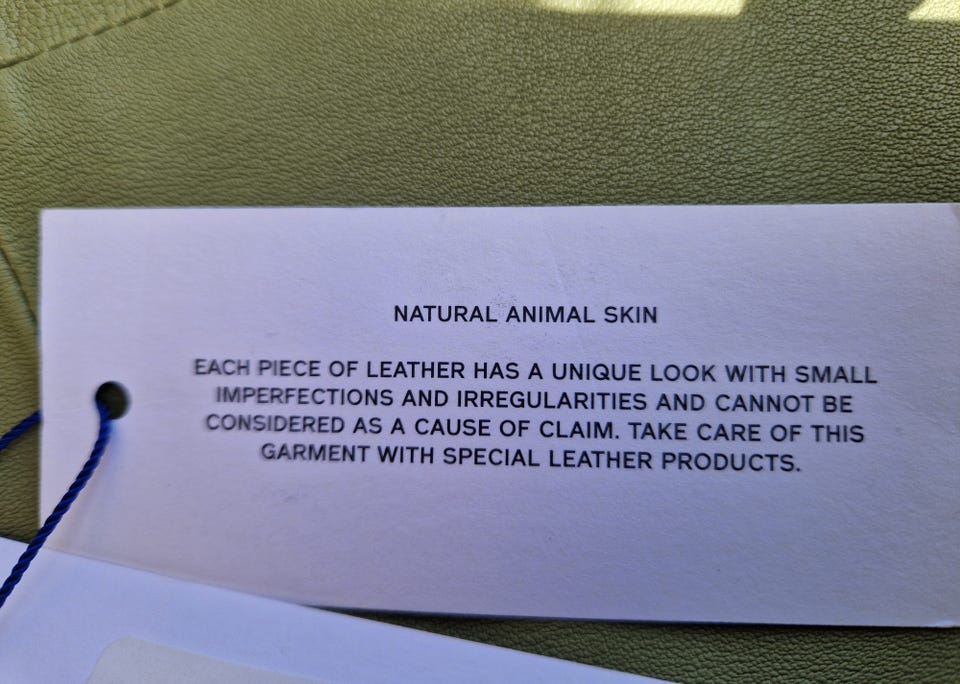 NATURAL ANIMAL SKIN
EACH PIECE OF LEATHER HAS A UNIQUE LOOK WITH SMALL
IMPERFECTIONS AND IRREGULARITIES AND CANNOT BE
CONSIDERED AS A CAUSE OF CLAIM. TAKE CARE OF THIS
GARMENT WITH SPECIAL LEATHER PRODUCTS.